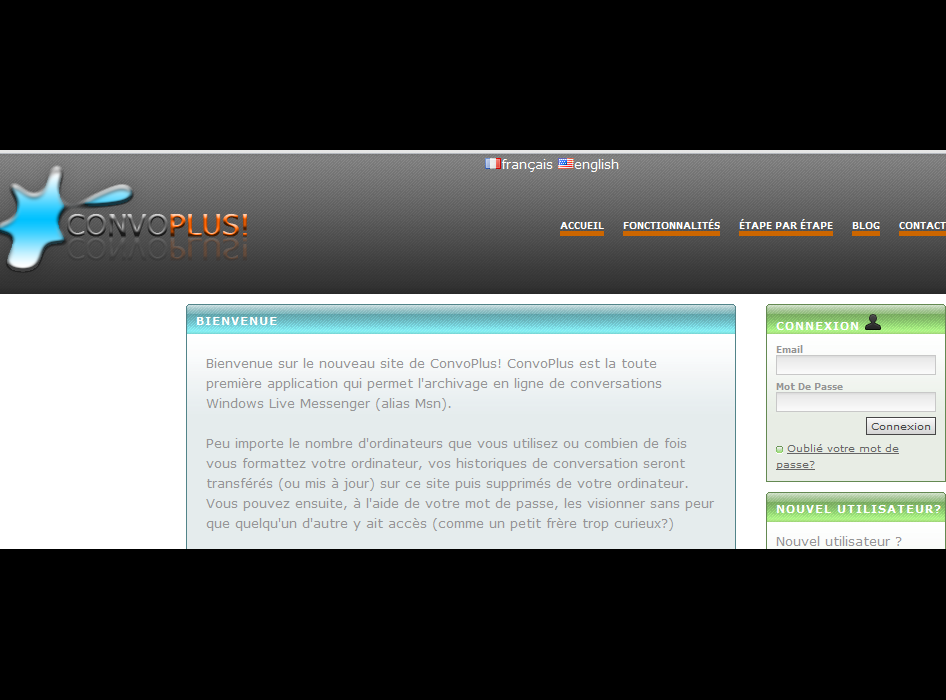 français english
CONVOPLUS!
ACCUEIL FONCTIONNALITÉS ÉTAPE PAR ÉTAPE BLOG CONTACT
BIENVENUE
Bienvenue sur le nouveau site de ConvoPlus! ConvoPlus est la toute
première application qui permet l'archivage en ligne de conversations
Windows Live Messenger (alias Msn).
Peu importe le nombre d'ordinateurs que vous utilisez ou combien de fois
vous formattez votre ordinateur, vos historiques de conversation seront
transférés (ou mis à jour) sur ce site puis supprimés de votre ordinateur.
Vous pouvez ensuite, à l'aide de votre mot de passe, les visionner sans peur
que quelqu'un d'autre y ait accès (comme un petit frère trop curieux?)
CONNEXION
Email
Mot De Passe
Connexion
Oublié votre mot de
passe?
NOUVEL UTILISATEUR?
Nouvel utilisateur ?